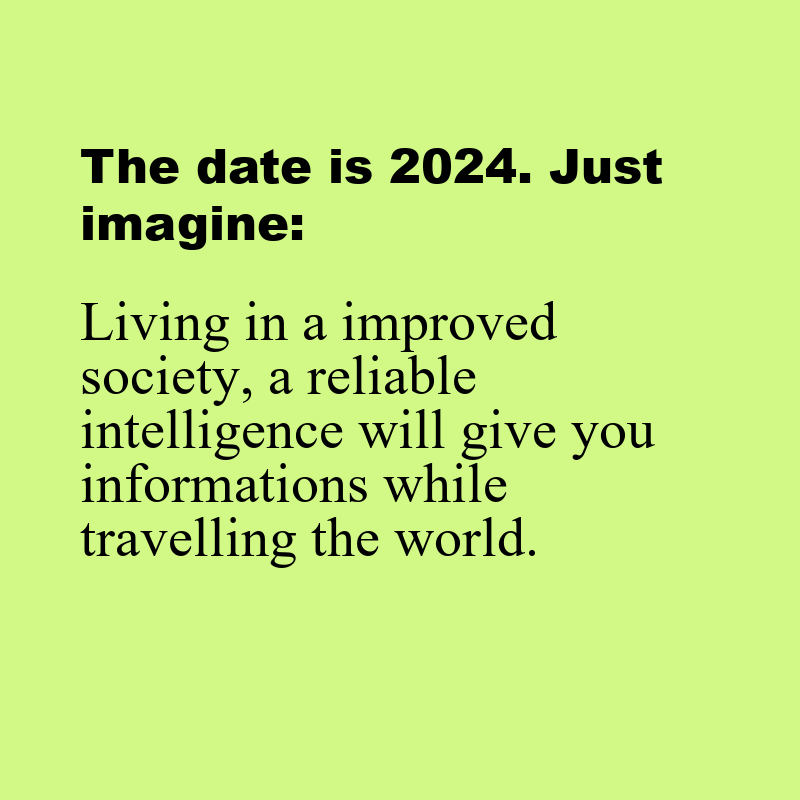 The date is 2024. Just
imagine:
Living in a improved
society, a reliable
intelligence will give you
informations while
travelling the world.